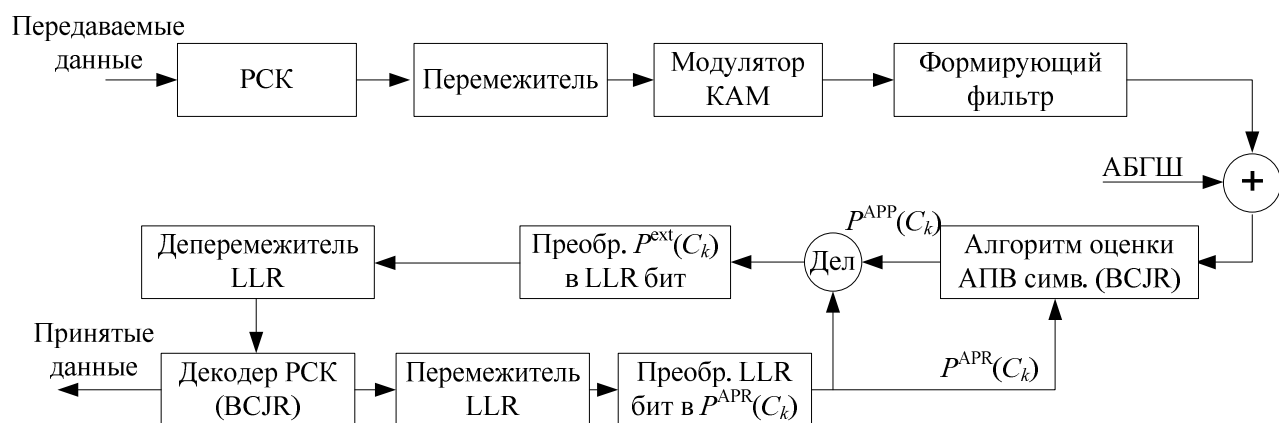 Передаваемые
данные
РСК
Перемежитель
Модулятор
КАМ
Формирующий
фильтр
АБГШ
+
Деперемежитель
LLR
Преобр. P^ext(C_k)
в LLR бит
Дел
P^APP(C_k)
Алгоритм оценки
АПВ симв. (BCJR)
Принятые
данные
Декодер РСК
(BCJR)
Перемежитель
LLR
Преобр. LLR
бит в P^APR(C_k)
P^APR(C_k)